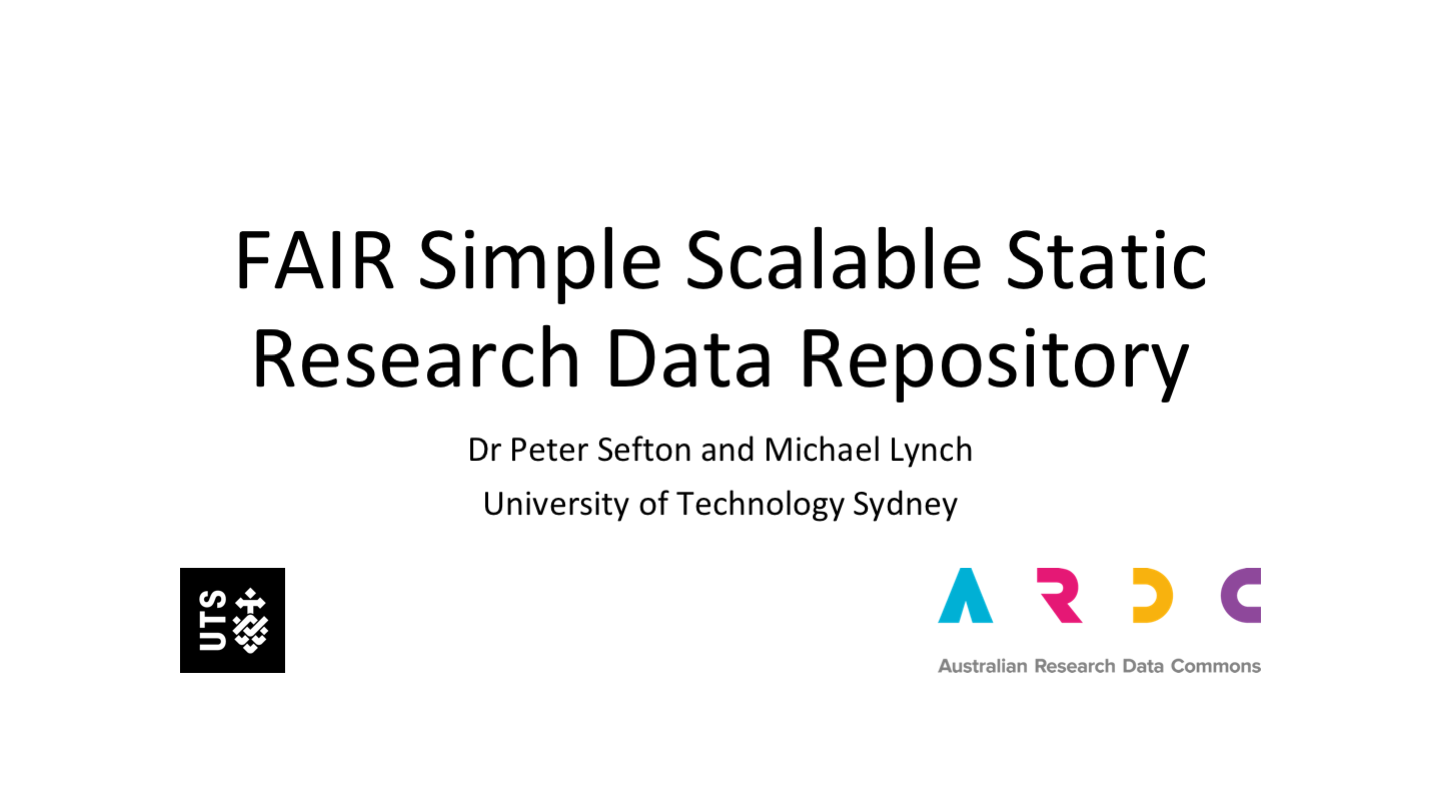 FAIR Simple Scalable Static
Research Data Repository
Dr Peter Sefton and Michael Lynch
University of Technology Sydney
UTS
ARDC
Australian Research Data Commons